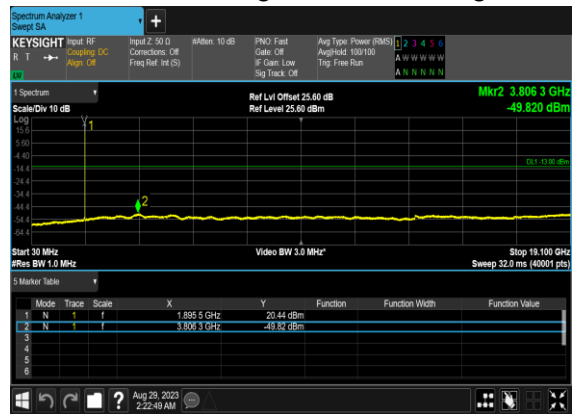 Spectrum Analyzer 1
Swept SA
+
KEYSIGHT Input: RF Input Z: 50 Ω #Atten: 10 dB PNO: Fast Avg Type: Power (RMS) 1 2 3 4 5 6
R T Coupling: DC Corrections: Off Gate: Off Avg|Hold: 100/100 A W W W W W
Align: Off Freq Ref: Int (S) IF Gain: Low Trig: Free Run A N N N N N
Sig Track: Off
1 Spectrum Ref Lvl Offset 25.60 dB Mkr2 3.806 3 GHz
Scale/Div 10 dB Ref Level 25.60 dBm -49.820 dBm
Log
15.6 1
5.60
-4.40
-14.4 DL1 -13.00 dBm
-24.4
-34.4
-44.4 2
-54.4
-64.4
Start 30 MHz Video BW 3.0 MHz* Stop 19.100 GHz
#Res BW 1.0 MHz Sweep 32.0 ms (40001 pts)
5 Marker Table
Mode Trace Scale X Y Function Function Width Function Value
1 N 1 f 1.895 5 GHz 20.44 dBm
2 N 1 f 3.806 3 GHz -49.82 dBm
3
4
5
6
? Aug 29, 2023
2:22:49 AM